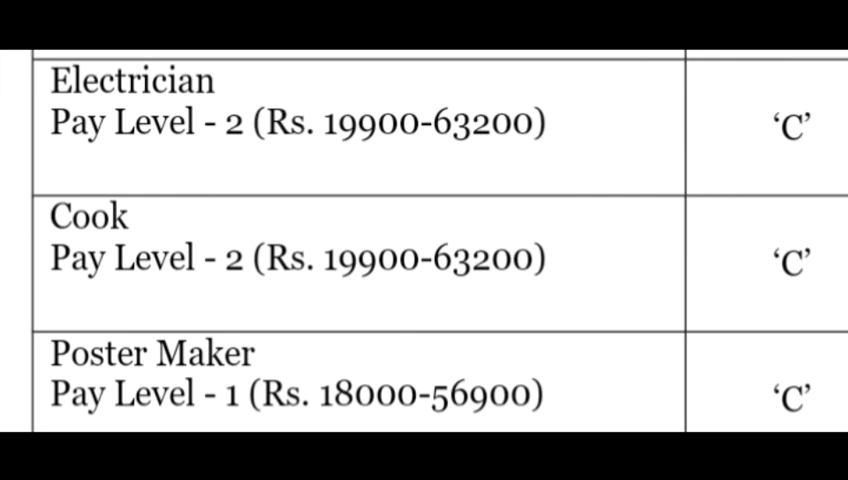 Electrician
Pay Level - 2 (Rs. 19900-63200)
‘C’
Cook
Pay Level - 2 (Rs. 19900-63200)
‘C’
Poster Maker
Pay Level - 1 (Rs. 18000-56900)
‘C’